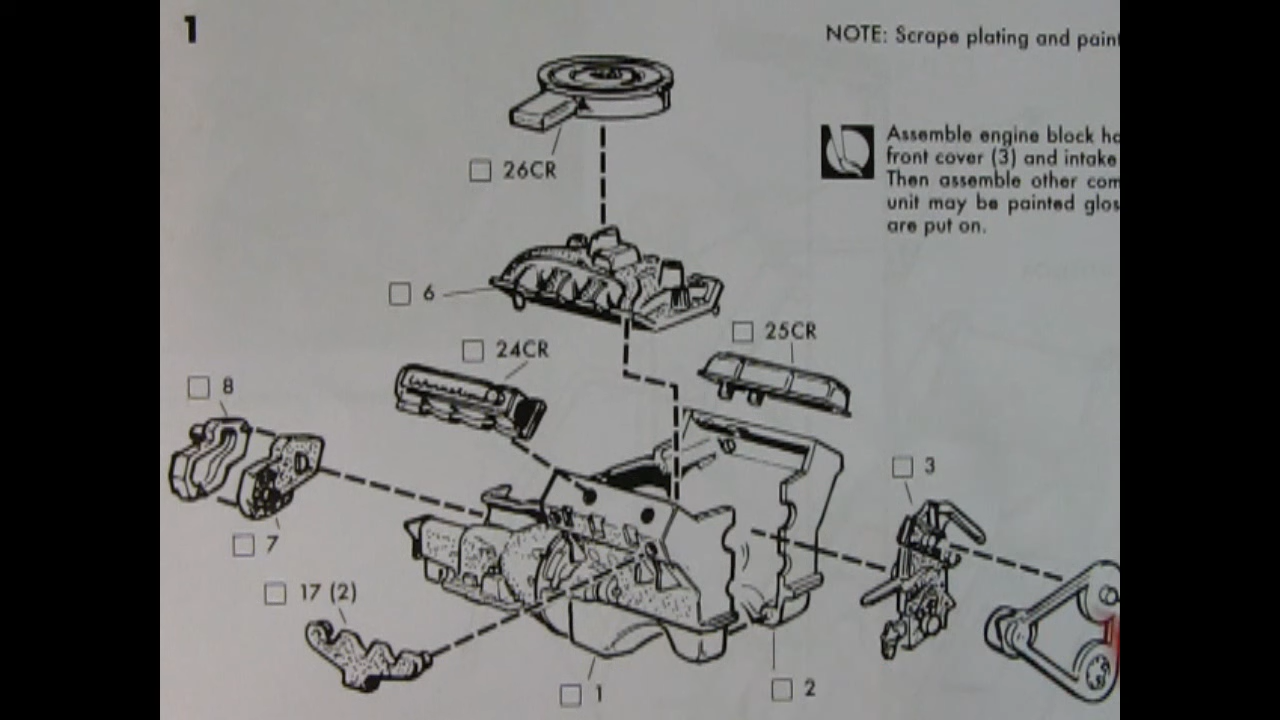 1
NOTE: Scrape plating and paint
Assemble engine block ha
front cover (3) and intake
Then assemble other com
unit may be painted glos
are put on.
26CR
6
25CR
24CR
8
3
7
17 (2)
1
2